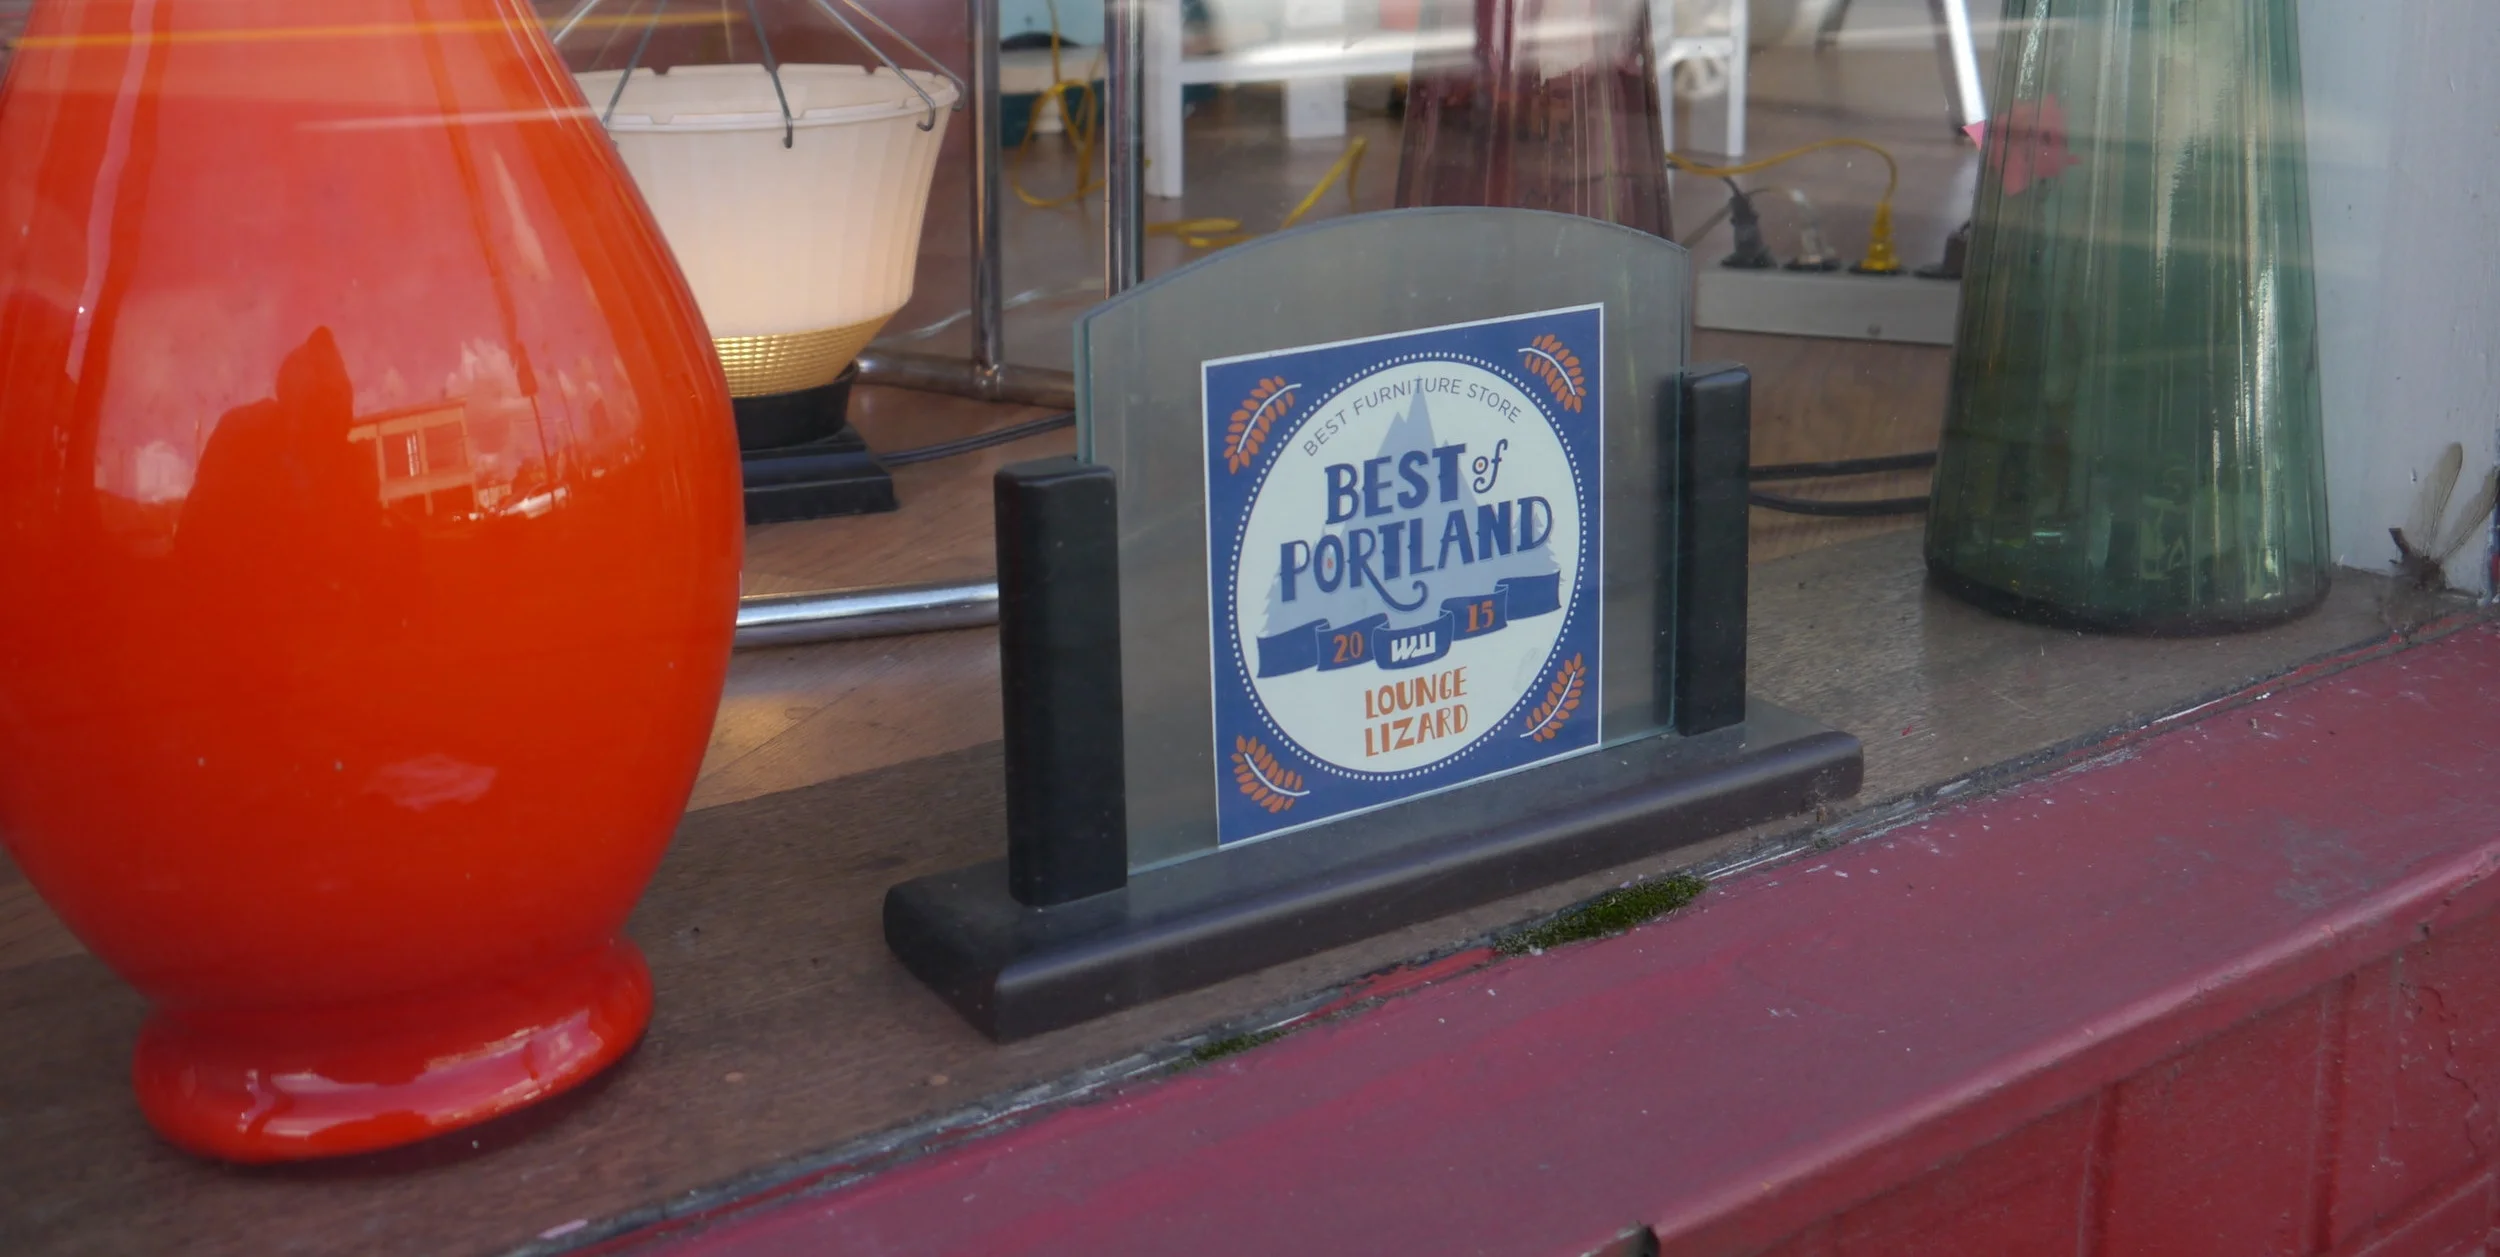 BEST FURNITURE STORE
BEST of
PORTLAND
20 WW 15
LOUNGE
LIZARD